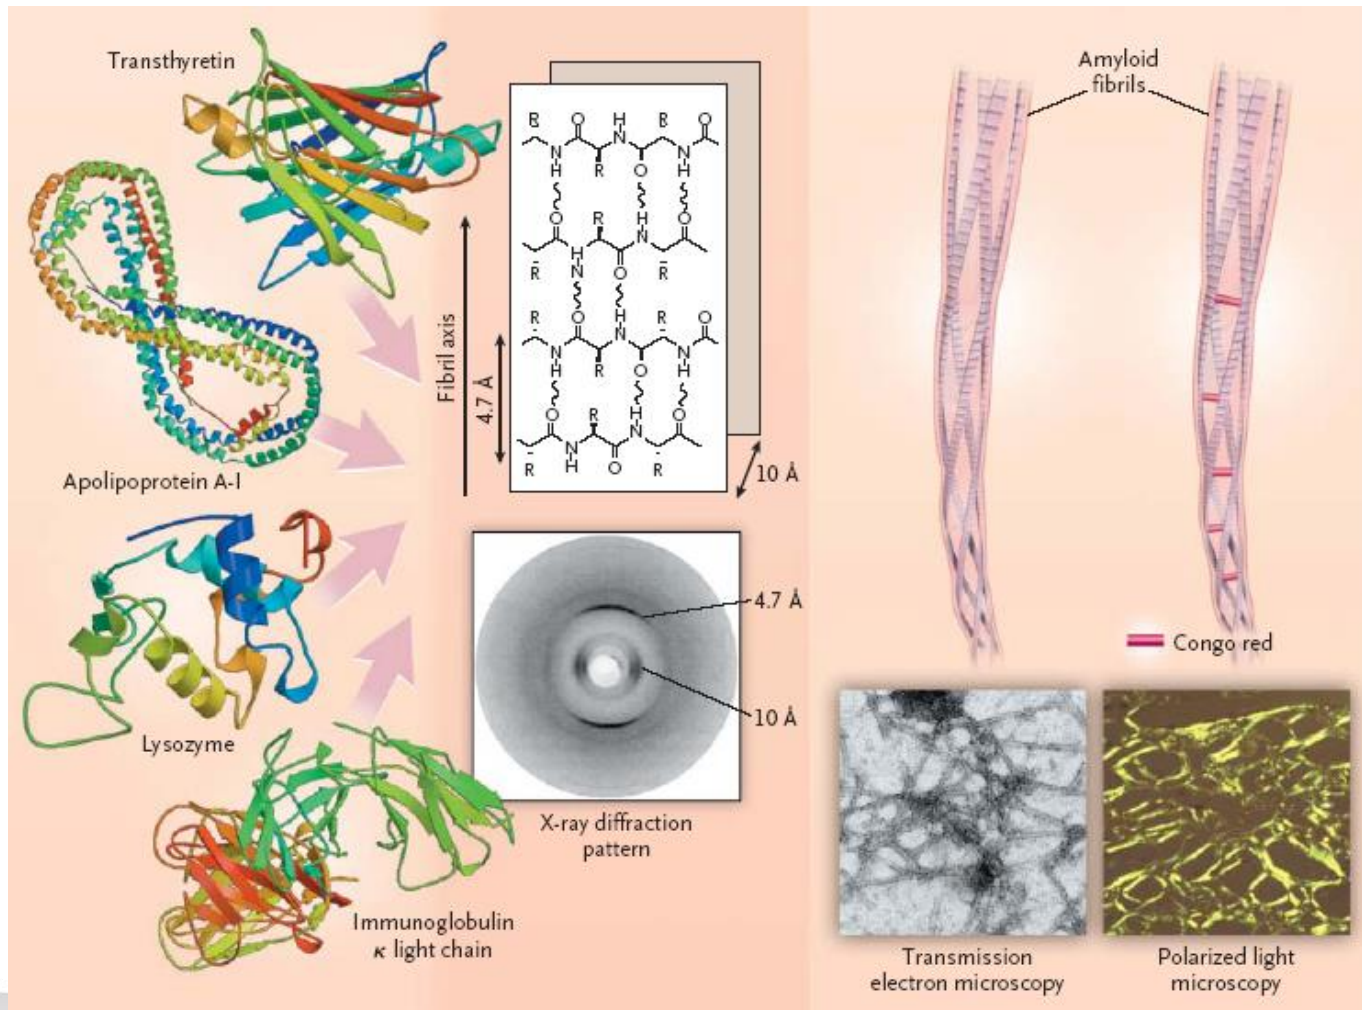 Transthyretin
Apolipoprotein A-I
Lysozyme
Immunoglobulin
κ light chain
Fibril axis
4.7 Å
R O H R O
N N
N R O N
H H
O R H O
N
N
R H O R
N
R O H R O
N
N R O N
H H
O R H O
N N
R H O R
10 Å
4.7 Å
10 Å
X-ray diffraction
pattern
Amyloid
fibrils
Congo red
Transmission
electron microscopy
Polarized light
microscopy